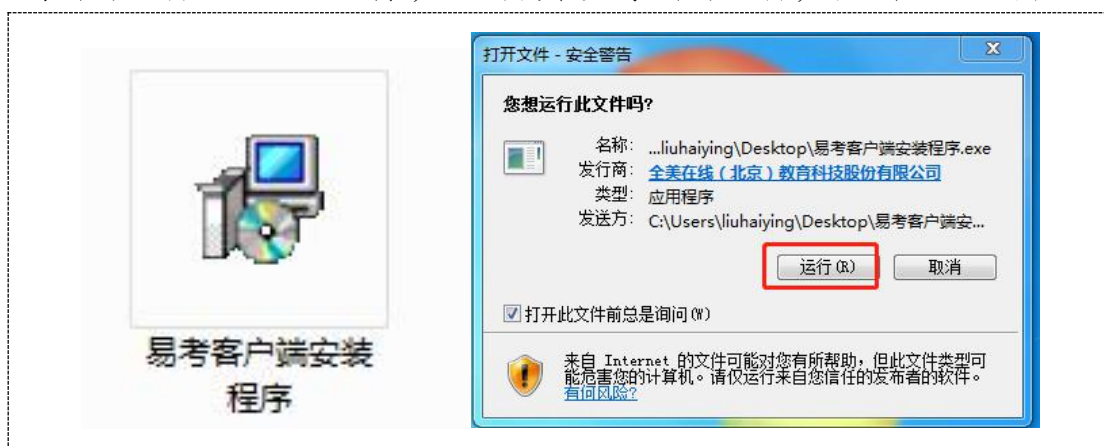 易考客户端安装
程序
打开文件 - 安全警告
您想运行此文件吗?
名称: ...liuhaiying\Desktop\易考客户端安装程序.exe
发行商: 全美在线（北京）教育科技股份有限公司
类型: 应用程序
发送方: C:\Users\liuhaiying\Desktop\易考客户端安...
运行(R) 取消
打开此文件前总是询问(W)
来自 Internet 的文件可能对您有所帮助，但此文件类型可
能危害您的计算机。请仅运行来自您信任的发布者的软件。
有何风险?